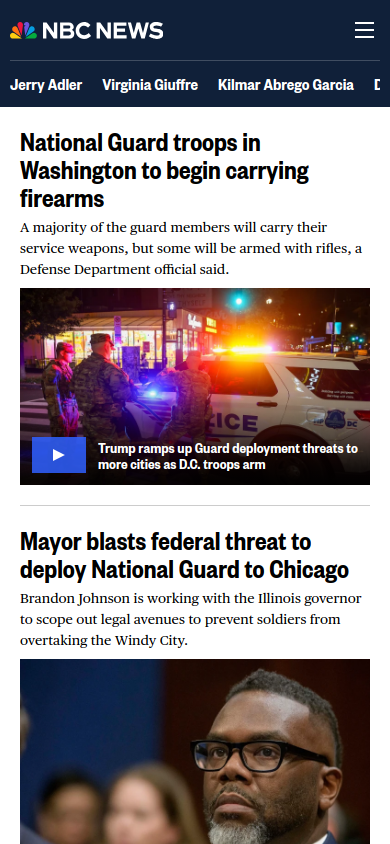 NBC NEWS
Jerry Adler Virginia Giuffre Kilmar Abrego Garcia
National Guard troops in
Washington to begin carrying
firearms
A majority of the guard members will carry their
service weapons, but some will be armed with rifles, a
Defense Department official said.
Trump ramps up Guard deployment threats to
more cities as D.C. troops arm
Mayor blasts federal threat to
deploy National Guard to Chicago
Brandon Johnson is working with the Illinois governor
to scope out legal avenues to prevent soldiers from
overtaking the Windy City.